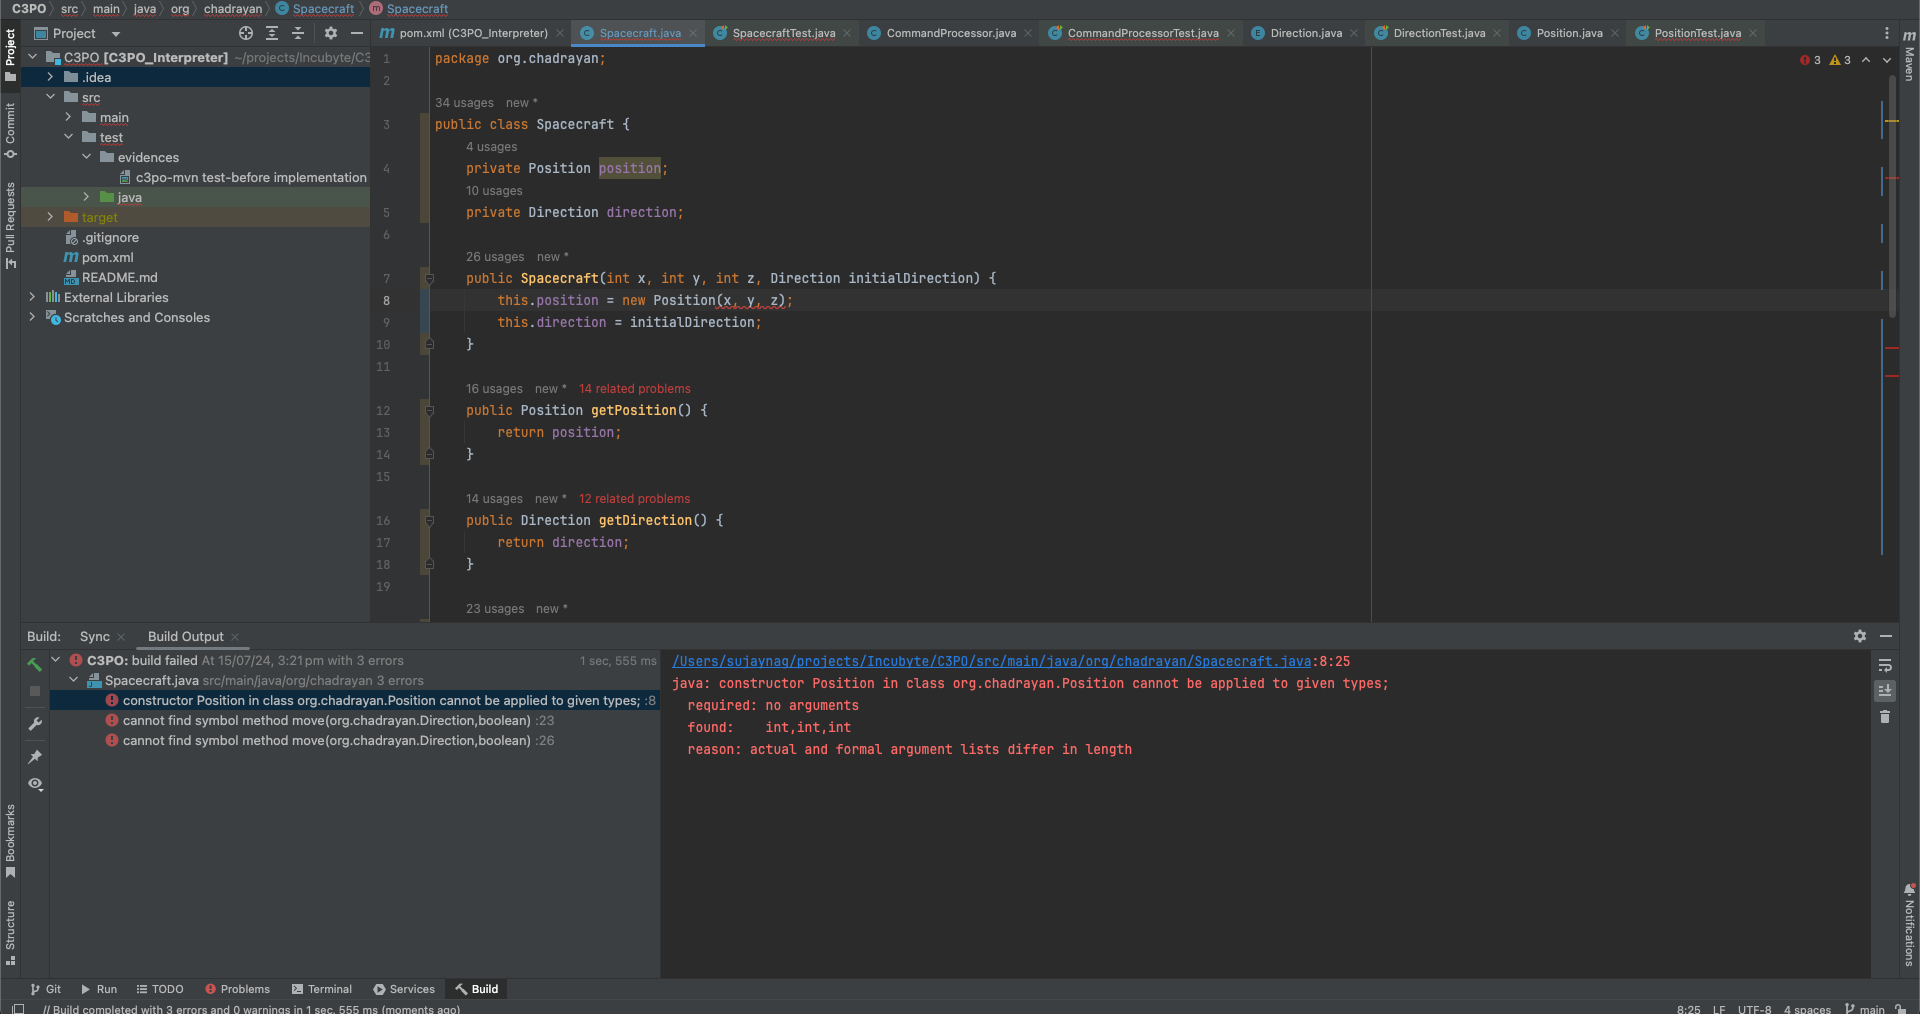 C3PO src main java org chadrayan Spacecraft Spacecraft
Project
pom.xml (C3PO_Interpreter) Spacecraft.java SpacecraftTest.java CommandProcessor.java CommandProcessorTest.java Direction.java DirectionTest.java Position.java PositionTest.java
C3PO [C3PO_Interpreter] ~/projects/Incubyte/C3
.idea
src
main
test
evidences
c3po-mvn test-before implementation
java
target
.gitignore
pom.xml
README.md
External Libraries
Scratches and Consoles
Project
Commit
Pull Requests
Bookmarks
Structure
3 3
1 package org.chadrayan;
2
34 usages new *
3 public class Spacecraft {
4 usages
4 private Position position;
10 usages
5 private Direction direction;
6
26 usages new *
7 public Spacecraft(int x, int y, int z, Direction initialDirection) {
8 this.position = new Position(x, y, z);
9 this.direction = initialDirection;
10 }
11
16 usages new * 14 related problems
12 public Position getPosition() {
13 return position;
14 }
15
14 usages new * 12 related problems
16 public Direction getDirection() {
17 return direction;
18 }
19
23 usages new *
Maven
Notifications
Build: Sync Build Output
C3PO: build failed At 15/07/24, 3:21 pm with 3 errors 1 sec, 555 ms
Spacecraft.java src/main/java/org/chadrayan 3 errors
constructor Position in class org.chadrayan.Position cannot be applied to given types; :8
cannot find symbol method move(org.chadrayan.Direction,boolean) :23
cannot find symbol method move(org.chadrayan.Direction,boolean) :26
/Users/sujaynag/projects/Incubyte/C3PO/src/main/java/org/chadrayan/Spacecraft.java:8:25
java: constructor Position in class org.chadrayan.Position cannot be applied to given types;
required: no arguments
found: int,int,int
reason: actual and formal argument lists differ in length
Git Run TODO Problems Terminal Services Build
// Build completed with 3 errors and 0 warnings in 1 sec, 555 ms (moments ago)
8:25 LF UTF-8 4 spaces main